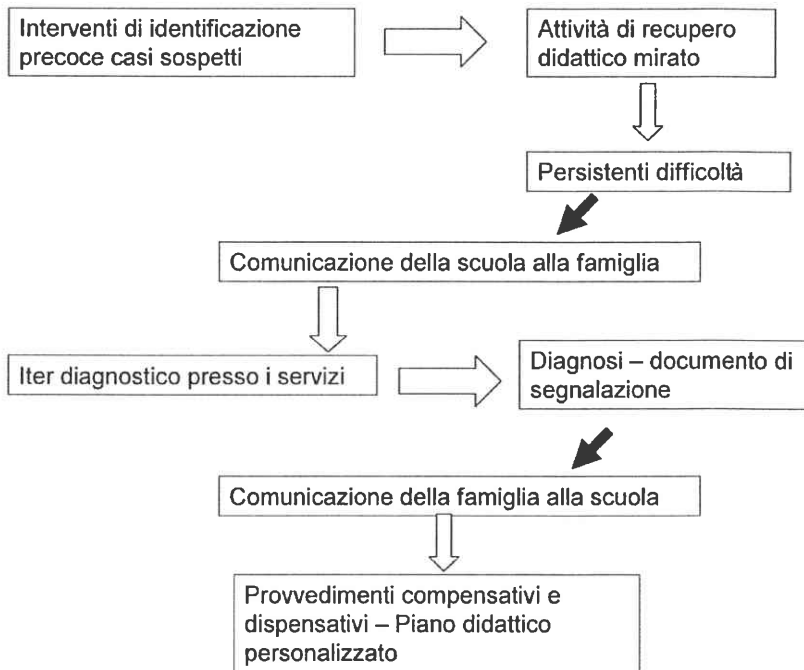 Interventi di identificazione
precoce casi sospetti
Attività di recupero
didattico mirato
Persistenti difficoltà
Comunicazione della scuola alla famiglia
Iter diagnostico presso i servizi
Diagnosi – documento di
segnalazione
Comunicazione della famiglia alla scuola
Provvedimenti compensativi e
dispensativi – Piano didattico
personalizzato